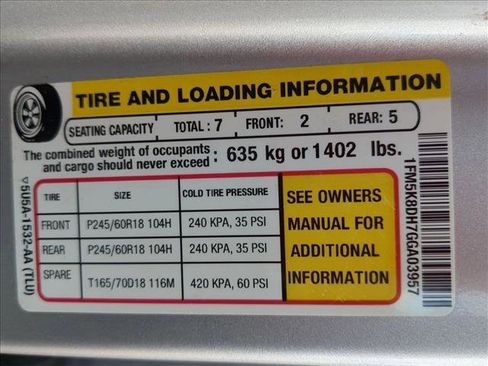 TIRE AND LOADING INFORMATION
SEATING CAPACITY TOTAL : 7 FRONT: 2 REAR: 5
The combined weight of occupants
and cargo should never exceed : 635 kg or 1402 lbs.
TIRE SIZE COLD TIRE PRESSURE
FRONT P245/60R18 104H 240 KPA, 35 PSI
REAR P245/60R18 104H 240 KPA, 35 PSI
SPARE T165/70D18 116M 420 KPA, 60 PSI
SEE OWNERS
MANUAL FOR
ADDITIONAL
INFORMATION
5U5A-1532-AA (TLU)
1FM5K8DH7GGA03957